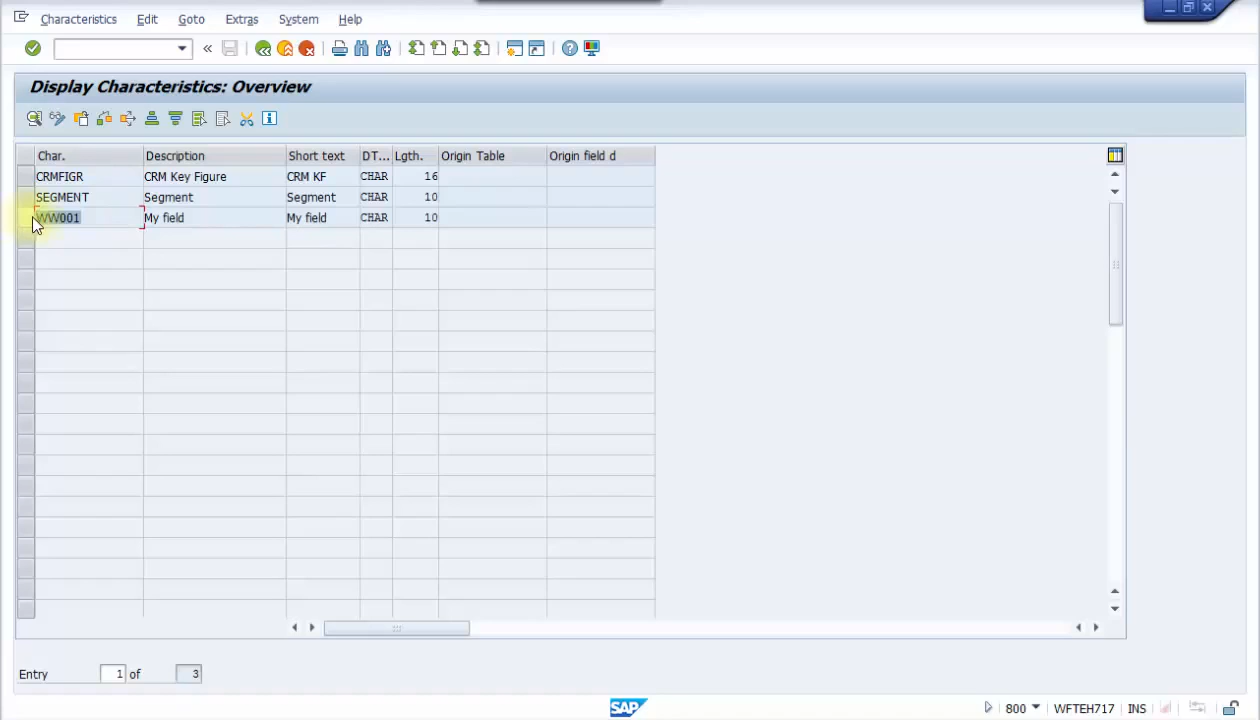 Characteristics Edit Goto Extras System Help
Display Characteristics: Overview
Char. Description Short text DT... Lgth. Origin Table Origin field d
CRMFIGR CRM Key Figure CRM KF CHAR 16
SEGMENT Segment Segment CHAR 10
WW001 My field My field CHAR 10
Entry 1 of 3
SAP 800 WFTEH717 INS